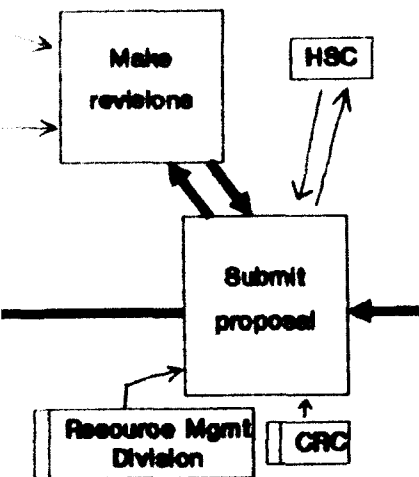 Make
revisions
HSC
Submit
proposal
Resource Mgmt
Division
CRC